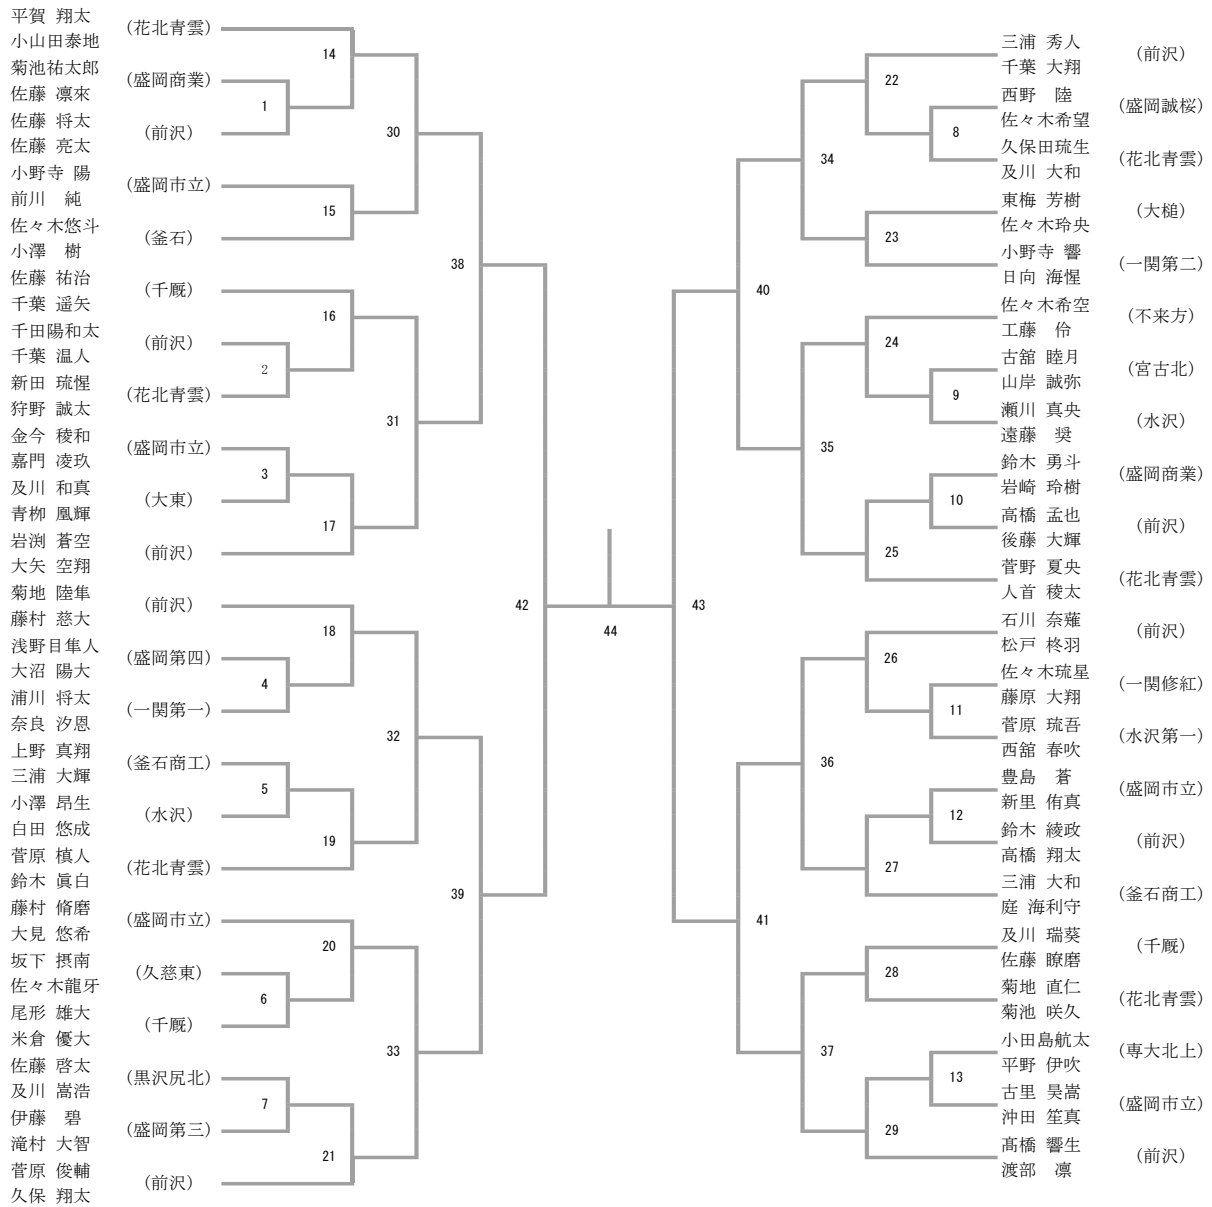 平賀 翔太
小山田泰地
(花北青雲)
菊池祐太郎
佐藤 凛來
(盛岡商業)
佐藤 将太
佐藤 亮太
(前沢)
小野寺 陽
前川 純
(盛岡市立)
佐々木悠斗
小澤 樹
(釜石)
佐藤 祐治
千葉 遥矢
(千厩)
千田陽和太
千葉 温人
(前沢)
新田 琉惺
狩野 誠太
(花北青雲)
金今 稜和
嘉門 凌玖
(盛岡市立)
及川 和真
青栁 凰輝
(大東)
岩渕 蒼空
大矢 空翔
(前沢)
菊地 陸隼
藤村 慈大
(前沢)
浅野目隼人
大沼 陽大
(盛岡第四)
浦川 将太
奈良 汐恩
(一関第一)
上野 真翔
三浦 大輝
(釜石商工)
小澤 昂生
白田 悠成
(水沢)
菅原 槙人
鈴木 眞白
(花北青雲)
藤村 脩磨
大見 悠希
(盛岡市立)
坂下 摂南
佐々木龍牙
(久慈東)
尾形 雄大
米倉 優大
(千厩)
佐藤 啓太
及川 嵩浩
(黒沢尻北)
伊藤 碧
滝村 大智
(盛岡第三)
菅原 俊輔
久保 翔太
(前沢)
1
2
3
4
5
6
7
14
15
16
17
18
19
20
21
30
31
32
33
38
39
42
44
43
40
41
34
35
36
37
22
23
24
25
26
27
28
29
8
9
10
11
12
13
三浦 秀人
千葉 大翔
(前沢)
西野 陸
佐々木希望
(盛岡誠桜)
久保田琉生
及川 大和
(花北青雲)
東梅 芳樹
佐々木玲央
(大槌)
小野寺 響
日向 海惺
(一関第二)
佐々木希空
工藤 伶
(不来方)
古舘 睦月
山岸 誠弥
(宮古北)
瀬川 真央
遠藤 奨
(水沢)
鈴木 勇斗
岩崎 玲樹
(盛岡商業)
高橋 孟也
後藤 大輝
(前沢)
菅野 夏央
人首 稜太
(花北青雲)
石川 奈薙
松戸 柊羽
(前沢)
佐々木琉星
藤原 大翔
(一関修紅)
菅原 琉吾
西舘 春吹
(水沢第一)
豊島 蒼
新里 侑真
(盛岡市立)
鈴木 綾政
高橋 翔太
(前沢)
三浦 大和
庭 海利守
(釜石商工)
及川 瑞葵
佐藤 瞭磨
(千厩)
菊地 直仁
菊池 咲久
(花北青雲)
小田島航太
平野 伊吹
(専大北上)
古里 昊嵩
沖田 笙真
(盛岡市立)
髙橋 響生
渡部 凛
(前沢)